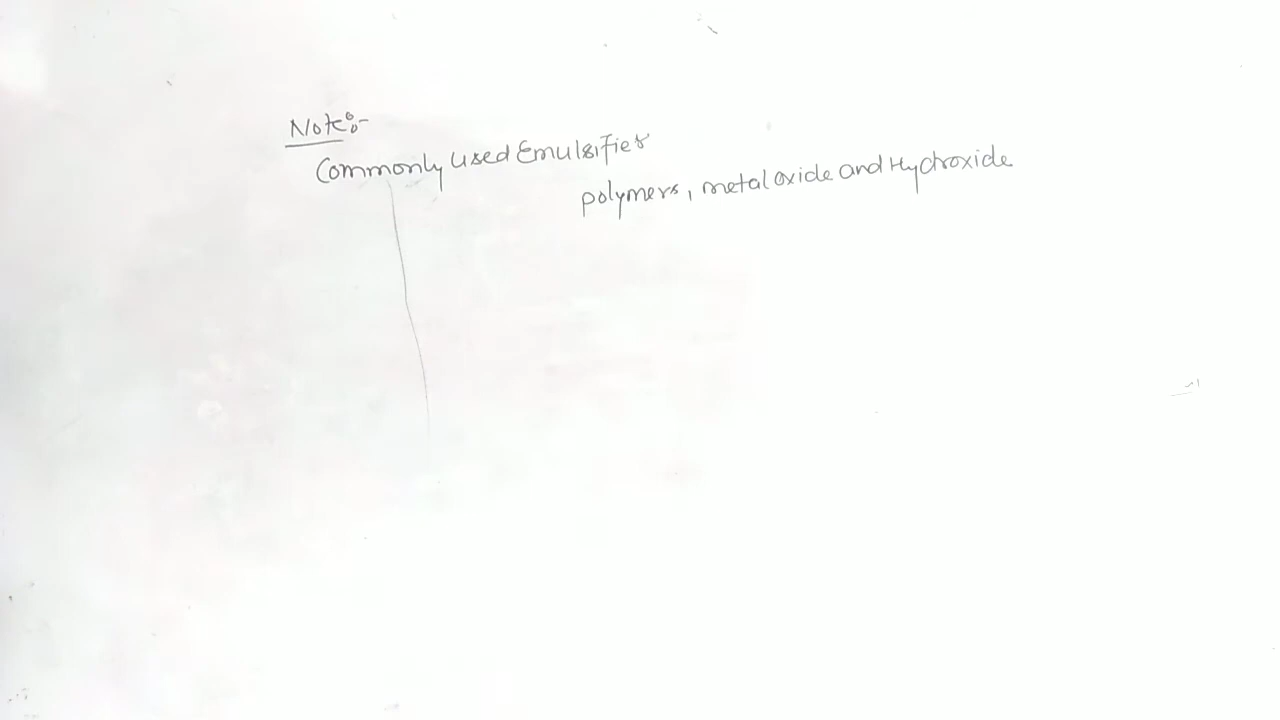 Note:-
Commonly used Emulsifier
polymers, metal oxide and Hydroxide